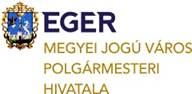 EGER
MEGYEI JOGÚ VÁROS
POLGÁRMESTERI
HIVATALA